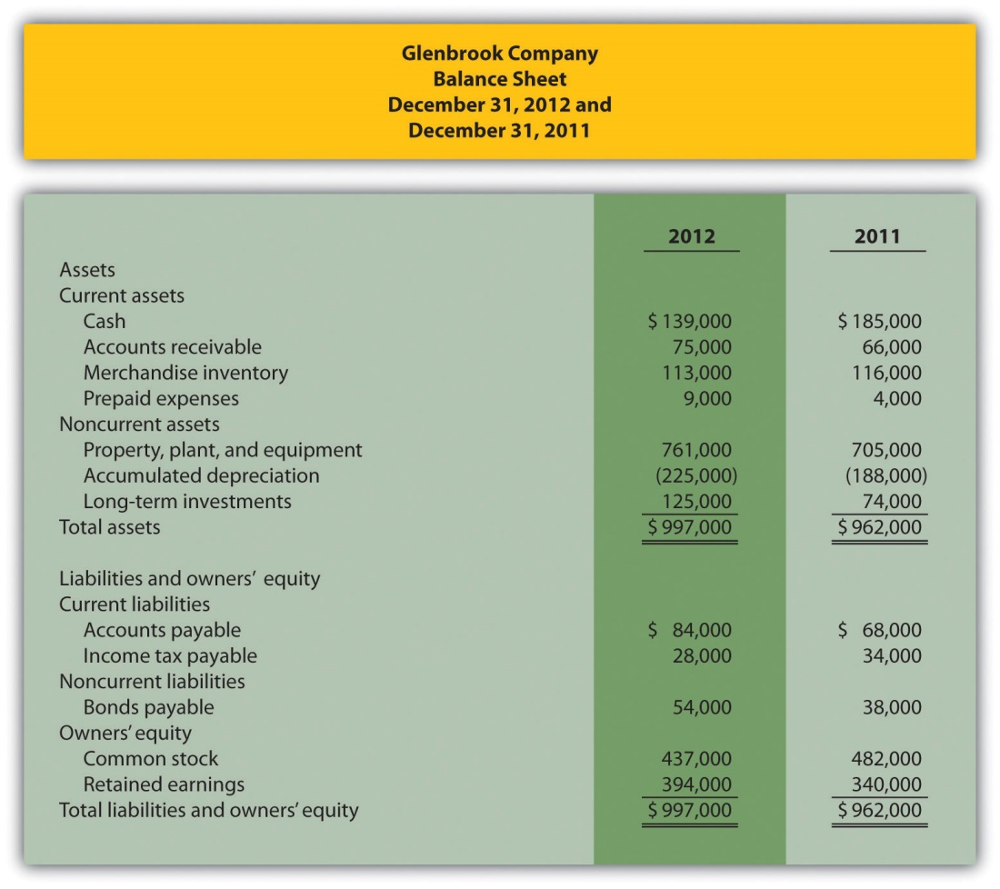 Glenbrook Company
Balance Sheet
December 31, 2012 and
December 31, 2011
2012 2011
Assets
Current assets
Cash $ 139,000 $ 185,000
Accounts receivable 75,000 66,000
Merchandise inventory 113,000 116,000
Prepaid expenses 9,000 4,000
Noncurrent assets
Property, plant, and equipment 761,000 705,000
Accumulated depreciation (225,000) (188,000)
Long-term investments 125,000 74,000
Total assets $ 997,000 $ 962,000
Liabilities and owners’ equity
Current liabilities
Accounts payable $ 84,000 $ 68,000
Income tax payable 28,000 34,000
Noncurrent liabilities
Bonds payable 54,000 38,000
Owners’ equity
Common stock 437,000 482,000
Retained earnings 394,000 340,000
Total liabilities and owners’ equity $ 997,000 $ 962,000